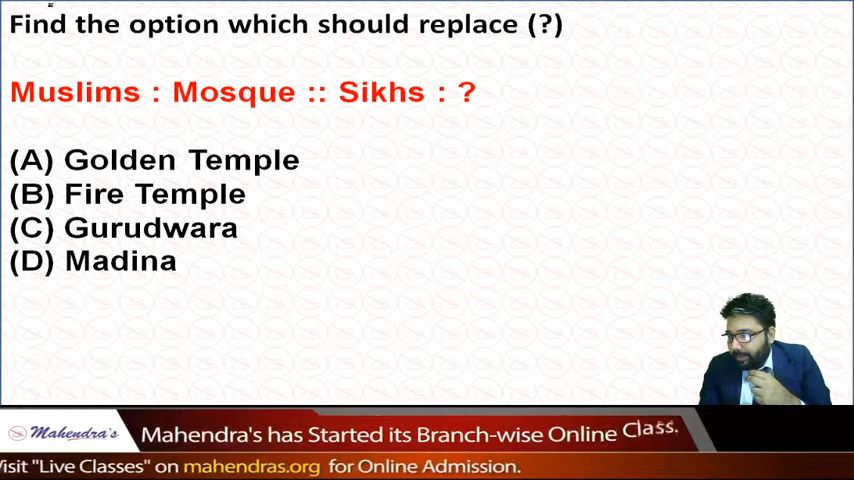 Find the option which should replace (?)
Muslims : Mosque :: Sikhs : ?
(A) Golden Temple
(B) Fire Temple
(C) Gurudwara
(D) Madina
Mahendra's
Mahendra's has Started its Branch-wise Online Class.
isit "Live Classes" on mahendras.org for Online Admission.